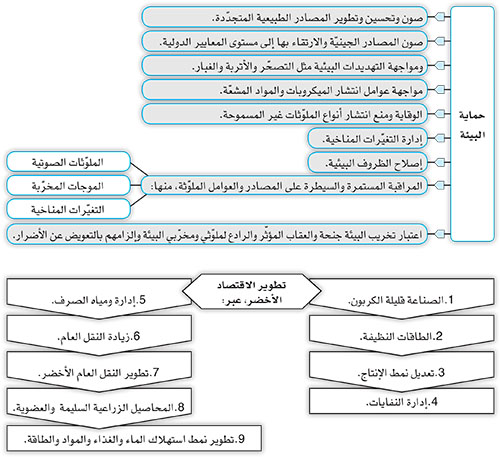 حماية
البيئة
صون وتحسين وتطوير المصادر الطبيعية المتجدّدة.
صون المصادر الجينيّة والارتقاء بها إلى مستوى المعايير الدولية.
ومواجهة التهديدات البيئية مثل التصحّر والأتربة والغبار.
مواجهة عوامل انتشار الميكروبات والمواد المشعّة.
الوقاية ومنع انتشار أنواع الملوّثات غير المسموحة.
إدارة التغيّرات المناخية.
إصلاح الظروف البيئية.
المراقبة المستمرة والسيطرة على المصادر والعوامل الملوّثة، منها:
الملوّثات الصوتية
الموجات المخرّبة
التغيّرات المناخية
اعتبار تخريب البيئة جنحة والعقاب المؤثّر والرادع لملوثي ومخرّبي البيئة وإلزامهم بالتعويض عن الأضرار.
تطوير الاقتصاد
الأخضر، عبر:
1.الصناعة قليلة الكربون.
2.الطاقات النظيفة.
3.تعديل نمط الإنتاج.
4.إدارة النفايات.
5.إدارة ومياه الصرف.
6.زيادة النقل العام.
7.تطوير النقل العام الأخضر.
8.المحاصيل الزراعية السليمة والعضوية.
9.تطوير نمط استهلاك الماء والغذاء والمواد والطاقة.